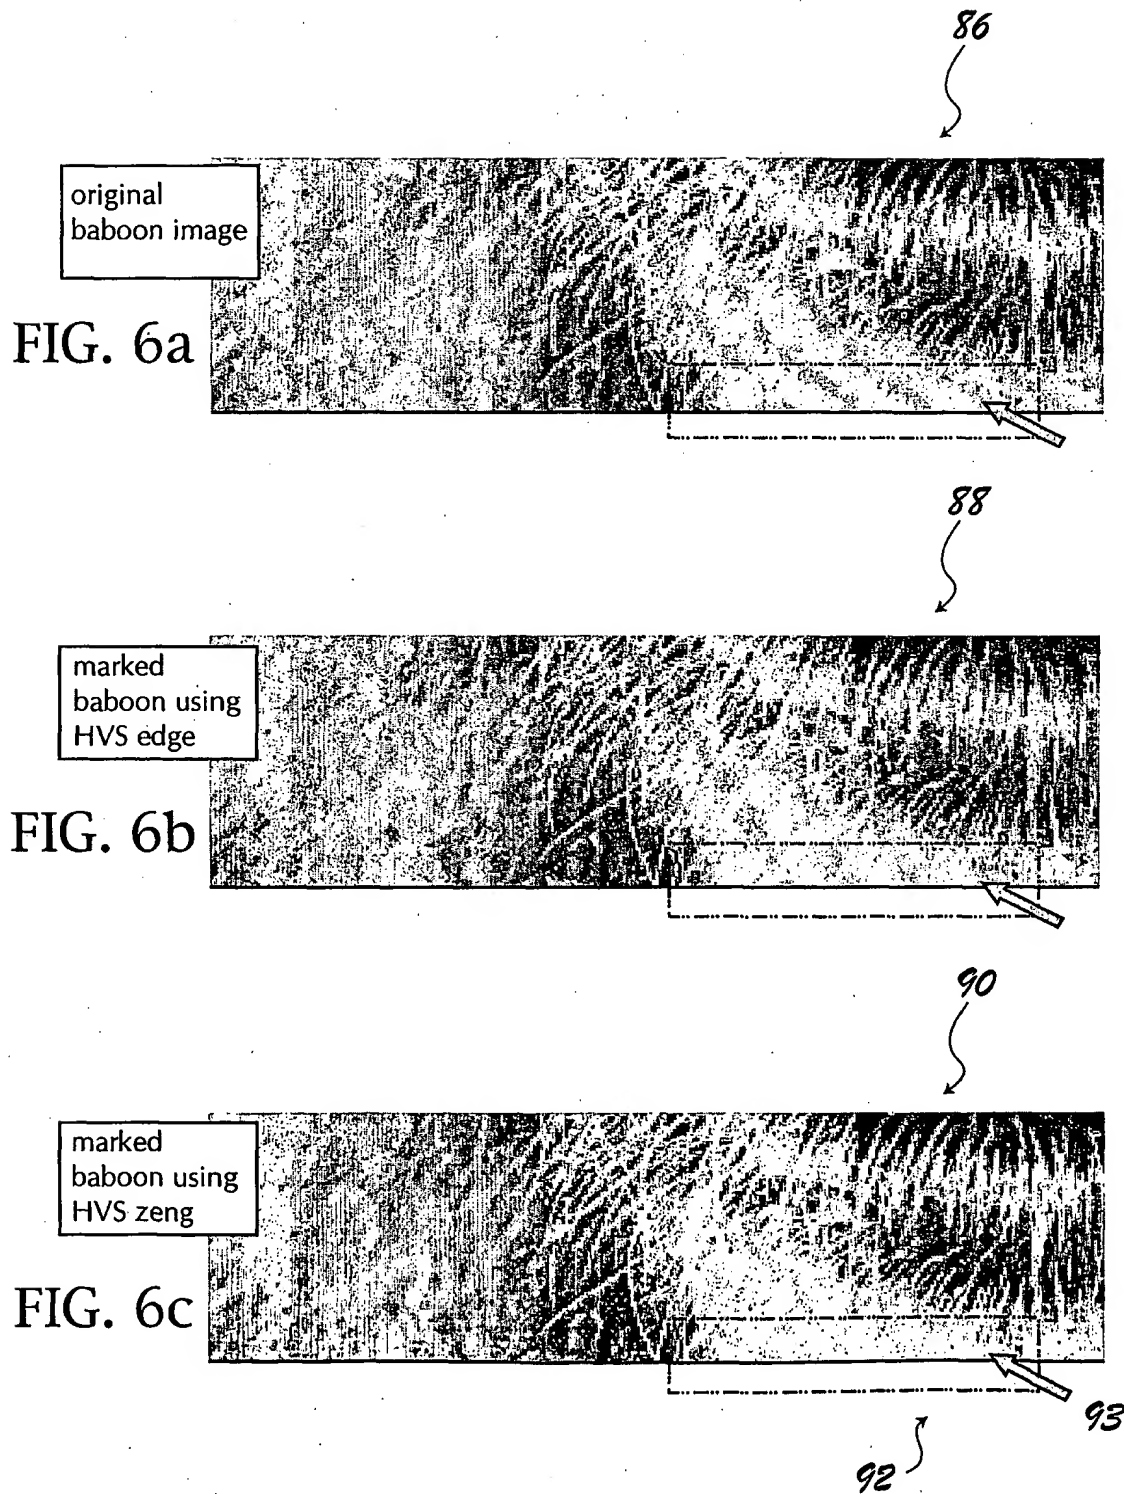 86
original
baboon image
FIG. 6a
88
marked
baboon using
HVS edge
FIG. 6b
90
marked
baboon using
HVS zeng
FIG. 6c
93
92